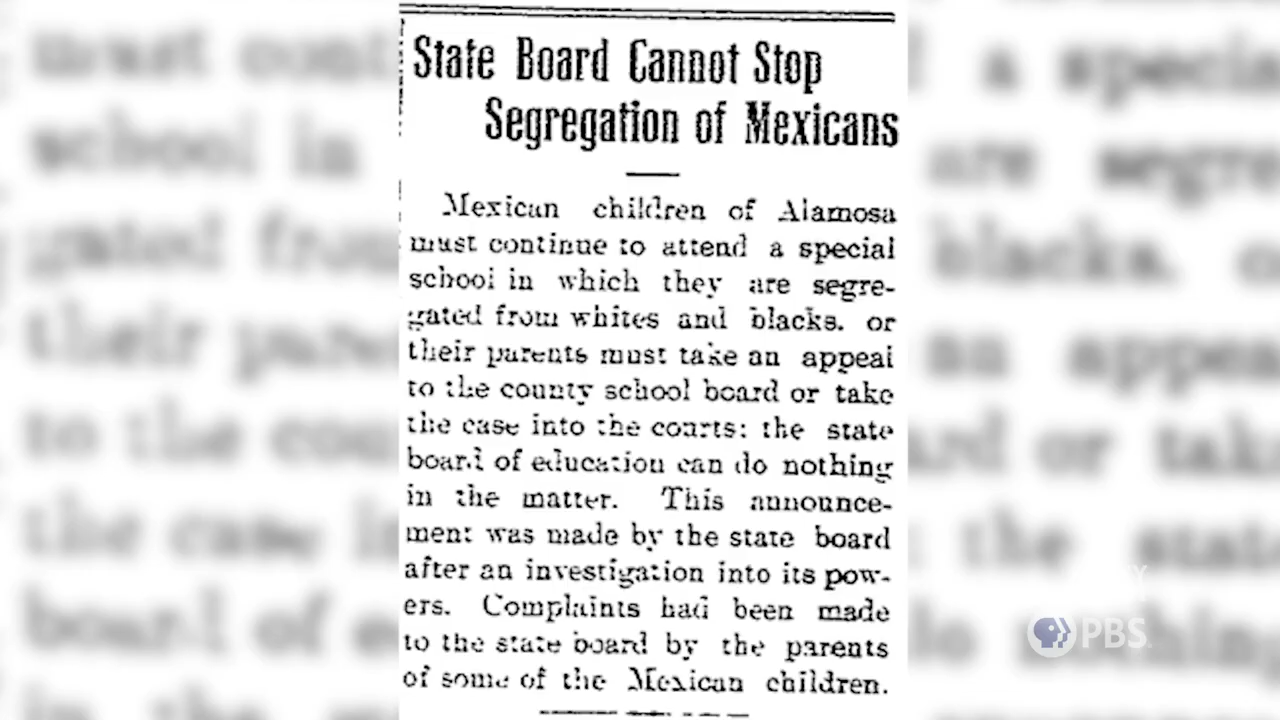 State Board Cannot Stop
Segregation of Mexicans
Mexican children of Alamosa
must continue to attend a special
school in which they are segre-
gated from whites and blacks. or
their parents must take an appeal
to the county school board or take
the case into the courts: the state
board of education can do nothing
in the matter. This announce-
ment was made by the state board
after an investigation into its pow-
ers. Complaints had been made
to the state board by the parents
of some of the Mexican children.
PBS